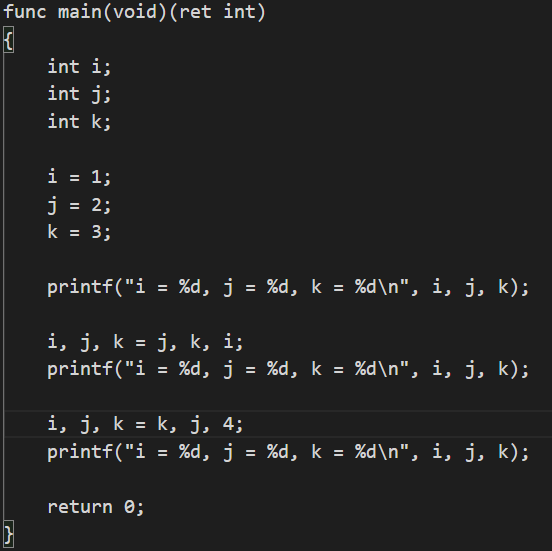 func main(void)(ret int)
{
    int i;
    int j;
    int k;

    i = 1;
    j = 2;
    k = 3;

    printf("i = %d, j = %d, k = %d\n", i, j, k);

    i, j, k = j, k, i;
    printf("i = %d, j = %d, k = %d\n", i, j, k);

    i, j, k = k, j, 4;
    printf("i = %d, j = %d, k = %d\n", i, j, k);

    return 0;
}